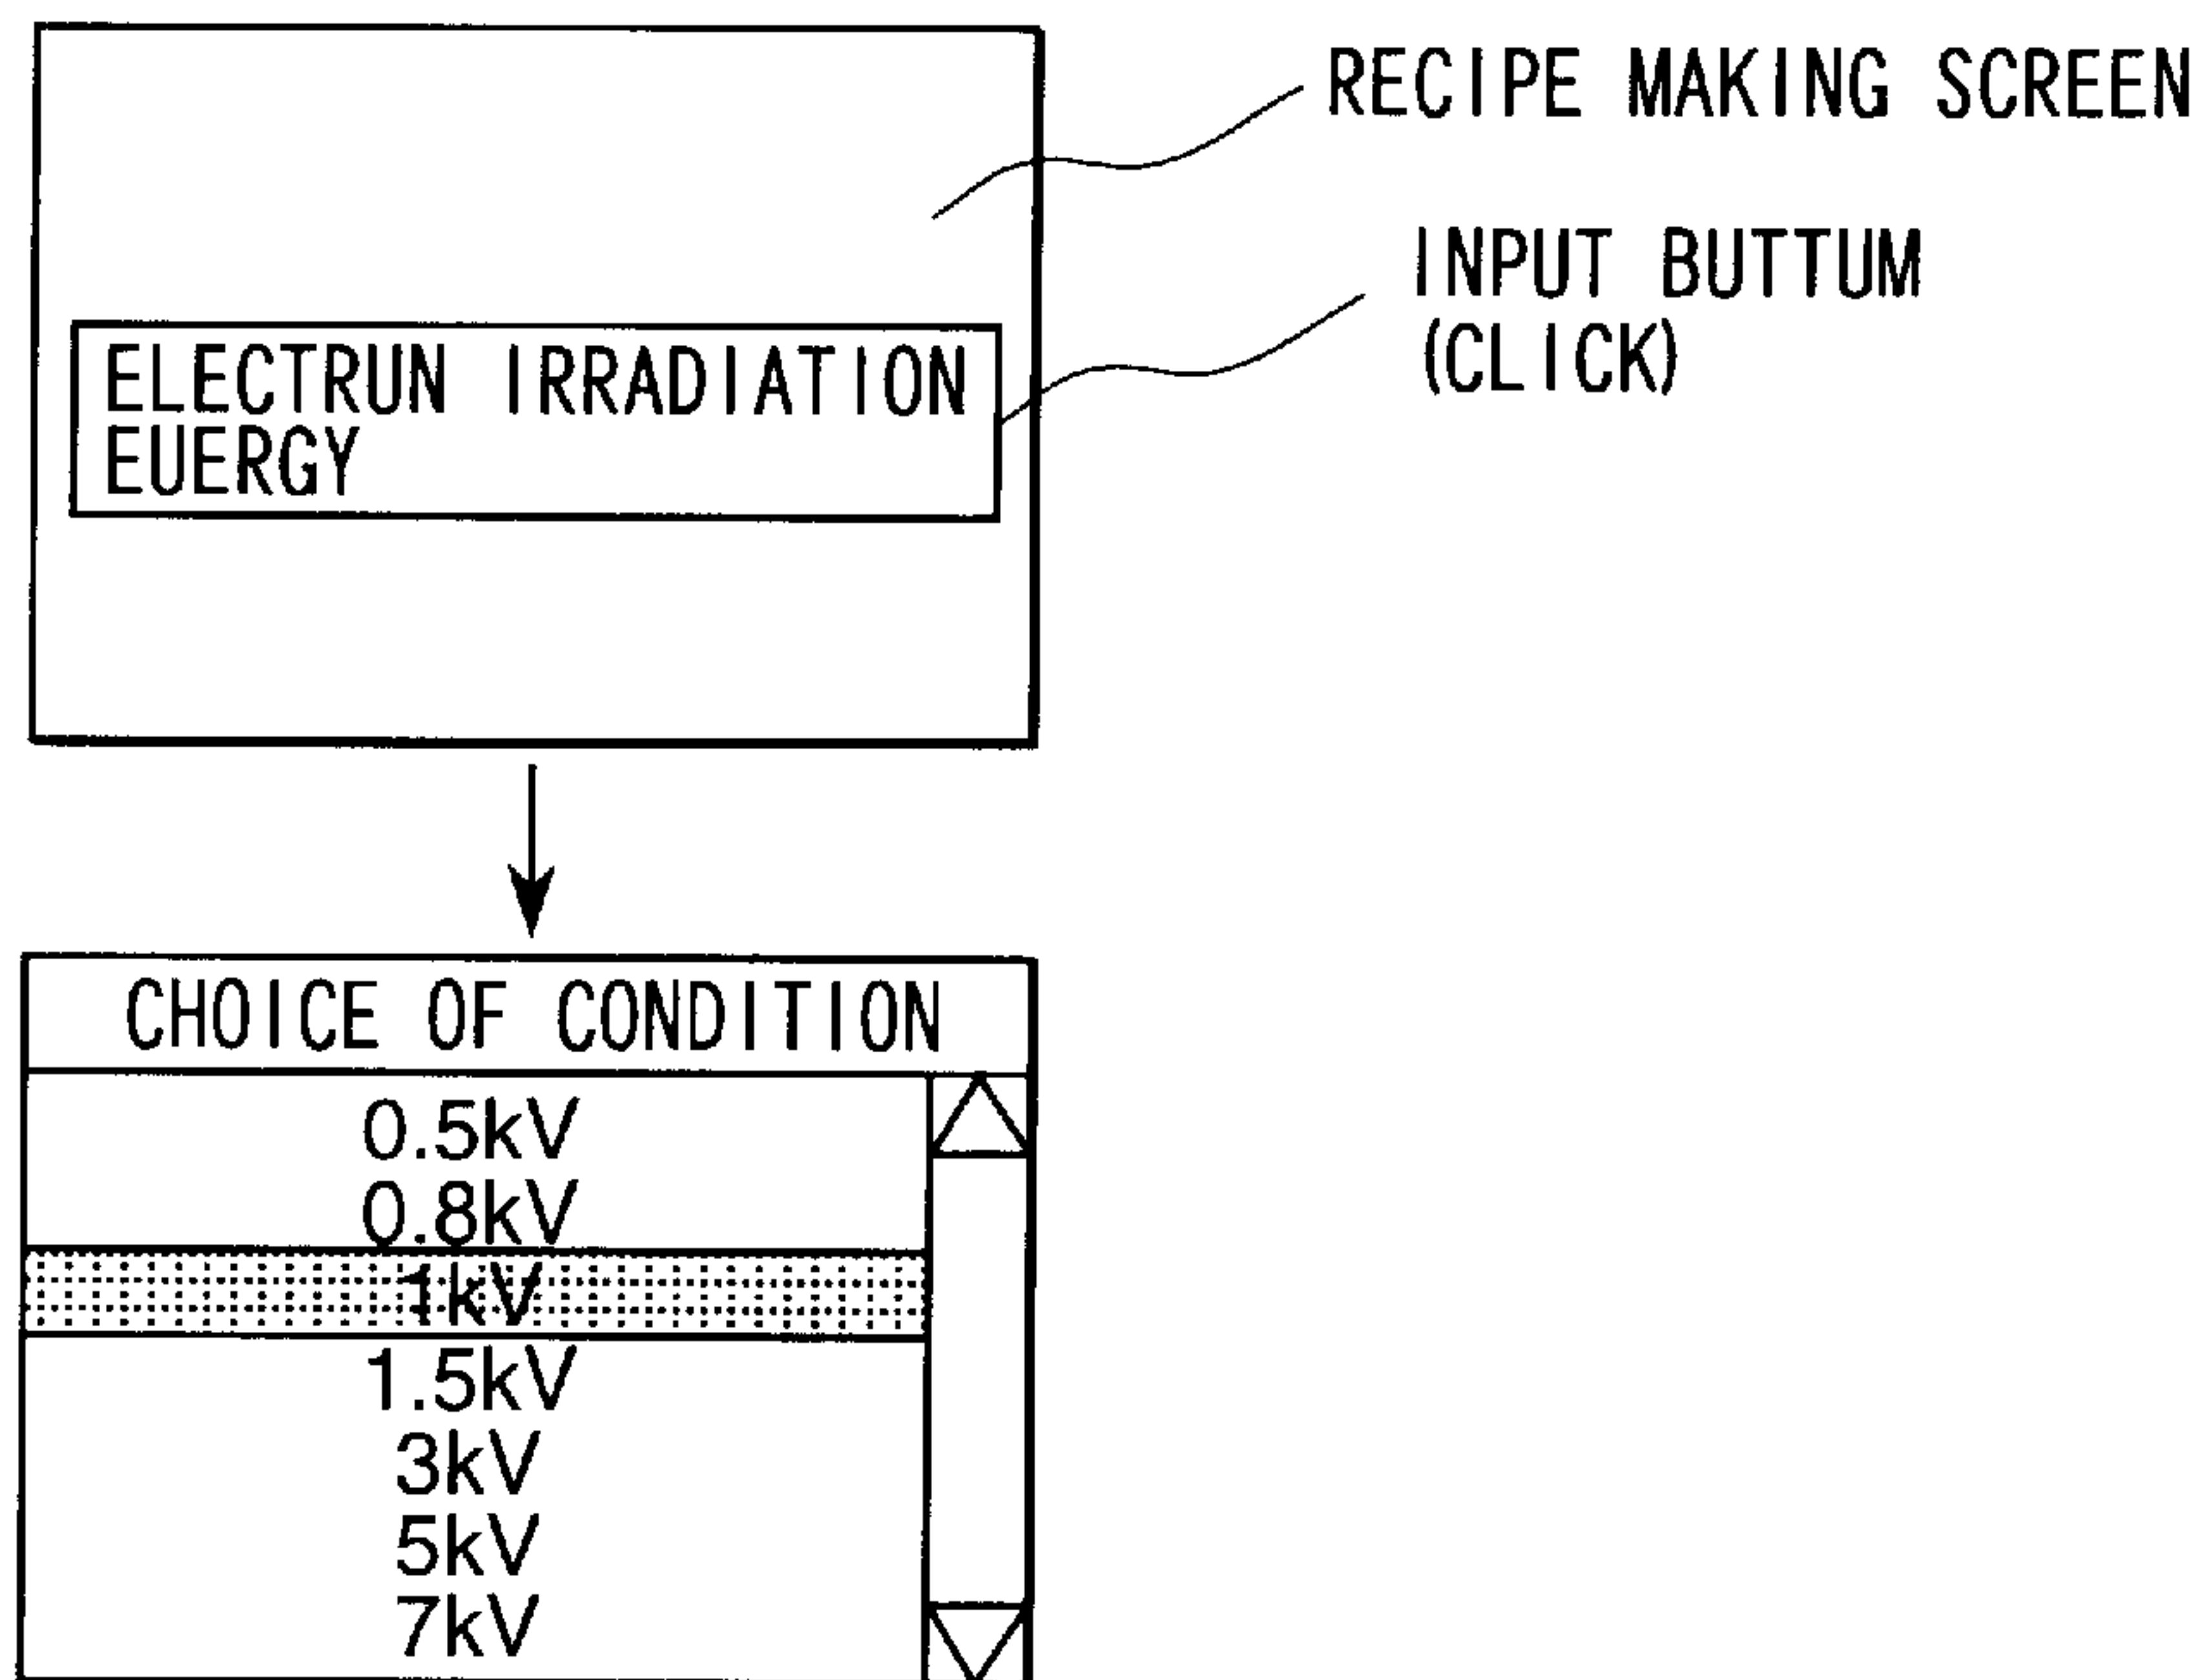 RECIPE MAKING SCREEN
INPUT BUTTUM
(CLICK)
ELECTRUN IRRADIATION
EUERGY
CHOICE OF CONDITION
0.5kV
0.8kV
1kV
1.5kV
3kV
5kV
7kV